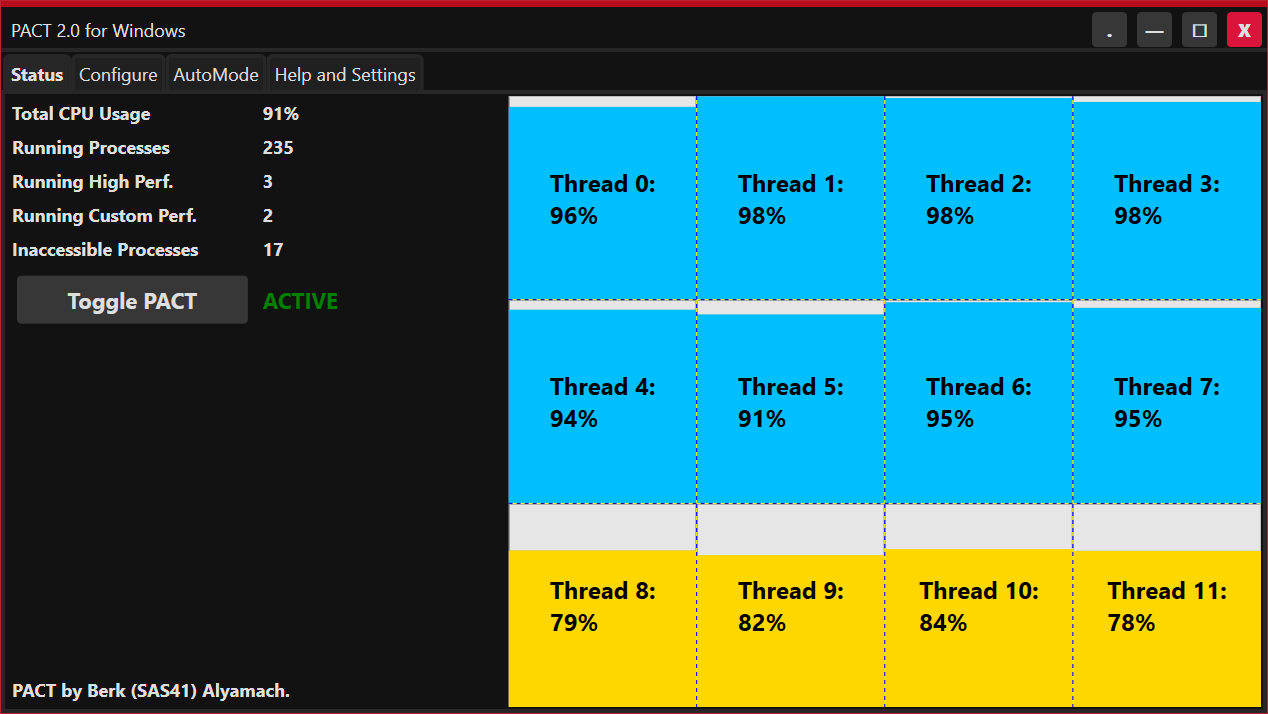 PACT 2.0 for Windows
. — X
Status Configure AutoMode Help and Settings
Total CPU Usage 91%
Running Processes 235
Running High Perf. 3
Running Custom Perf. 2
Inaccessible Processes 17
Toggle PACT ACTIVE
Thread 0:
96%
Thread 1:
98%
Thread 2:
98%
Thread 3:
98%
Thread 4:
94%
Thread 5:
91%
Thread 6:
95%
Thread 7:
95%
Thread 8:
79%
Thread 9:
82%
Thread 10:
84%
Thread 11:
78%
PACT by Berk (SAS41) Alyamach.